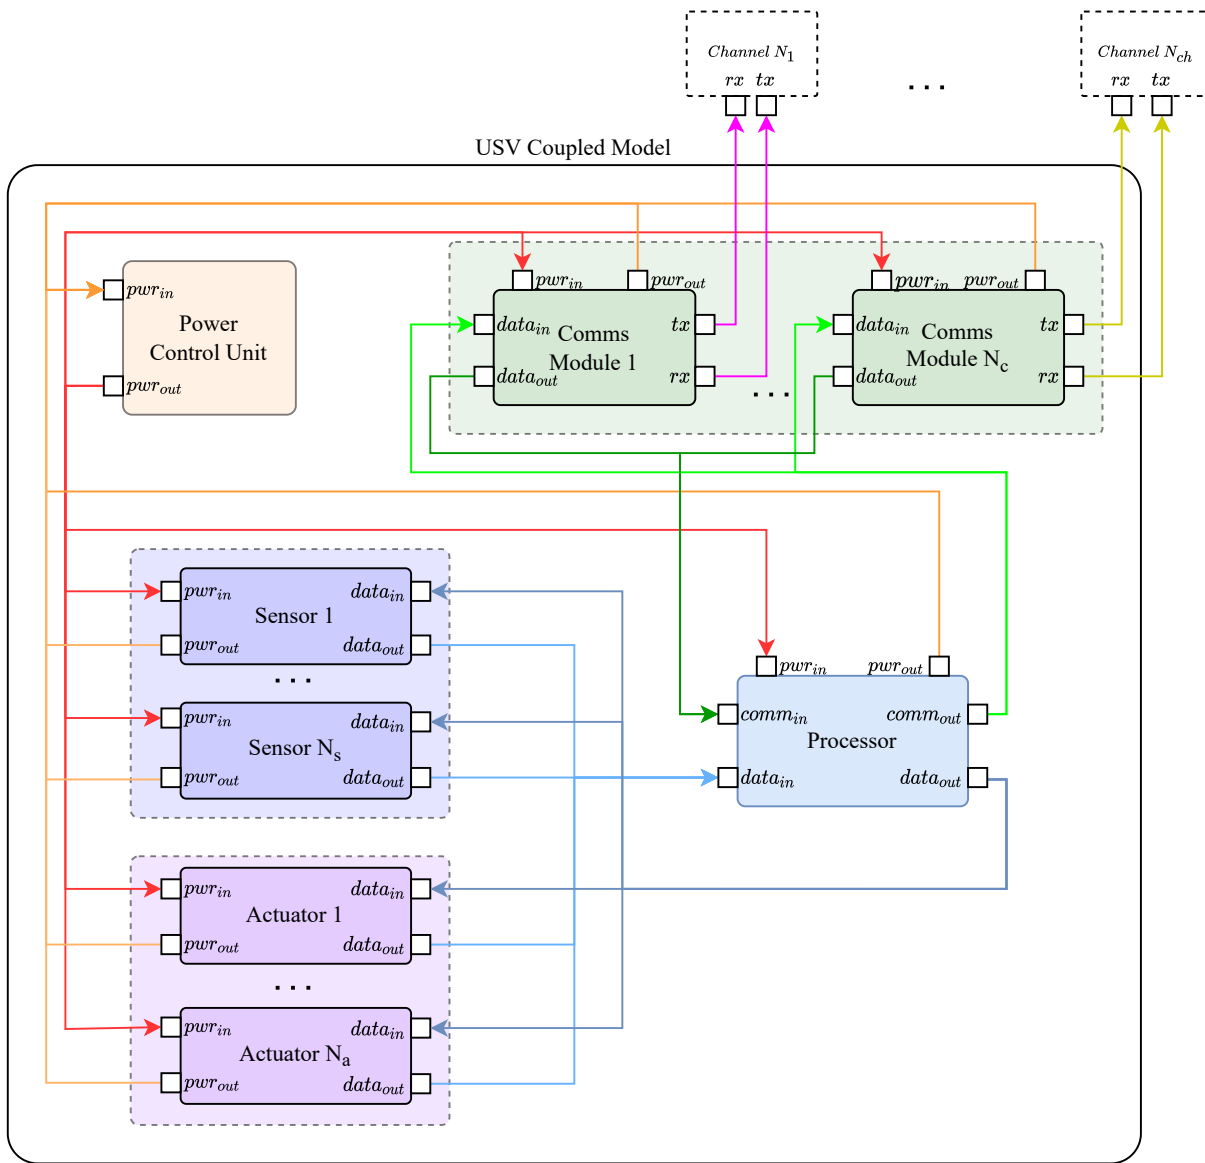 Channel N1
rx tx
...
Channel Nch
rx tx
USV Coupled Model
pwrin
Power
Control Unit
pwrout
pwrin
pwrout
datain
Comms
Module 1
tx
dataout
rx
...
pwrin
pwrout
datain
Comms
Module Nc
tx
dataout
rx
pwrin
datain
Sensor 1
pwrout
dataout
...
pwrin
datain
Sensor Ns
pwrout
dataout
pwrin
pwrout
commin
commout
Processor
datain
dataout
pwrin
datain
Actuator 1
pwrout
dataout
...
pwrin
datain
Actuator Na
pwrout
dataout